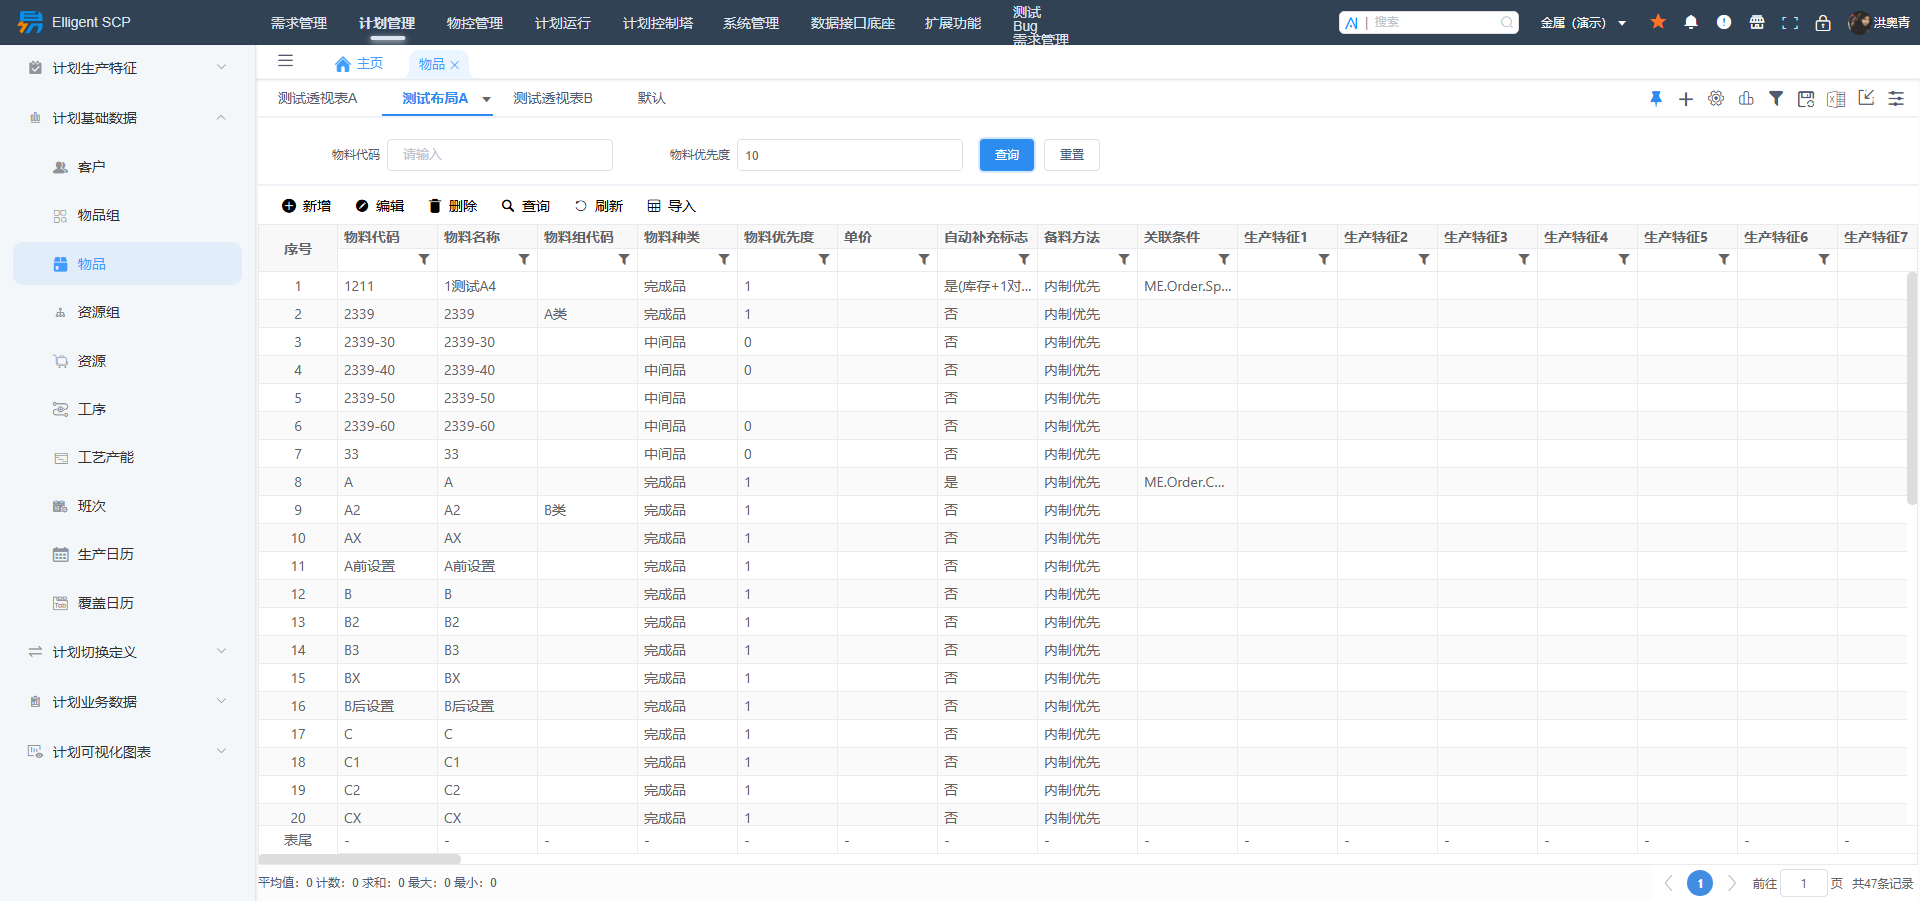 Elligent SCP
需求管理 计划管理 物控管理 计划运行 计划控制塔 系统管理 数据接口底座 扩展功能 测试
Bug
需求管理
AI | 搜索
金属（演示）
洪奥青
主页 物品
测试透视表A 测试布局A 测试透视表B 默认
计划生产特征
计划基础数据
客户
物品组
物品
资源组
资源
工序
工艺产能
班次
生产日历
覆盖日历
计划切换定义
计划业务数据
计划可视化图表
物料代码 请输入 物料优先度 10 查询 重置
新增 编辑 删除 查询 刷新 导入
序号 物料代码 物料名称 物料组代码 物料种类 物料优先度 单价 自动补充标志 备料方法 关联条件 生产特征1 生产特征2 生产特征3 生产特征4 生产特征5 生产特征6 生产特征7
1 1211 1测试A4 完成品 1 是(库存+1对... 内制优先 ME.Order.Sp...
2 2339 2339 A类 完成品 1 否 内制优先
3 2339-30 2339-30 中间品 0 否 内制优先
4 2339-40 2339-40 中间品 0 否 内制优先
5 2339-50 2339-50 中间品 否 内制优先
6 2339-60 2339-60 中间品 0 否 内制优先
7 33 33 中间品 0 否 内制优先
8 A A 完成品 1 是 内制优先 ME.Order.C...
9 A2 A2 B类 完成品 1 否 内制优先
10 AX AX 完成品 1 否 内制优先
11 A前设置 A前设置 完成品 1 否 内制优先
12 B B 完成品 1 否 内制优先
13 B2 B2 完成品 1 否 内制优先
14 B3 B3 完成品 1 否 内制优先
15 BX BX 完成品 1 否 内制优先
16 B后设置 B后设置 完成品 1 否 内制优先
17 C C 完成品 1 否 内制优先
18 C1 C1 完成品 1 否 内制优先
19 C2 C2 完成品 1 否 内制优先
20 CX CX 完成品 1 否 内制优先
表尾 - - - - - - - - - - - - - - - -
平均值：0 计数：0 求和：0 最大：0 最小：0
1 前往 1 页 共47条记录